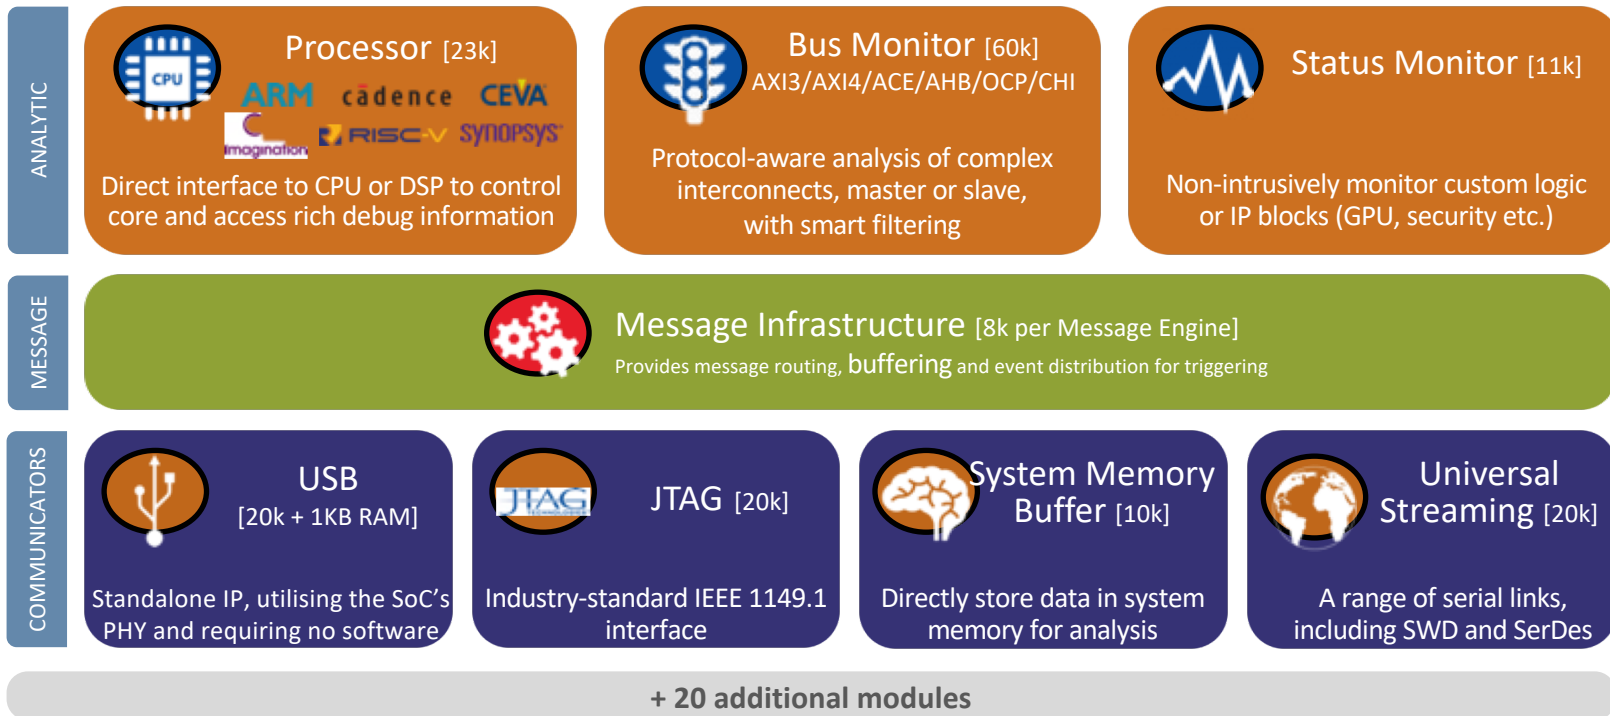 ANALYTIC
Processor [23k]
CPU
ARM cādence CEVA
Imagination RISC-V SYNOPSYS
Direct interface to CPU or DSP to control
core and access rich debug information
Bus Monitor [60k]
AXI3/AXI4/ACE/AHB/OCP/CHI
Protocol-aware analysis of complex
interconnects, master or slave,
with smart filtering
Status Monitor [11k]
Non-intrusively monitor custom logic
or IP blocks (GPU, security etc.)
MESSAGE
Message Infrastructure [8k per Message Engine]
Provides message routing, buffering and event distribution for triggering
COMMUNICATORS
USB
[20k + 1KB RAM]
Standalone IP, utilising the SoC's
PHY and requiring no software
JTAG
TECHNOLOGIES
JTAG [20k]
Industry-standard IEEE 1149.1
interface
System Memory
Buffer [10k]
Directly store data in system
memory for analysis
Universal
Streaming [20k]
A range of serial links,
including SWD and SerDes
+ 20 additional modules